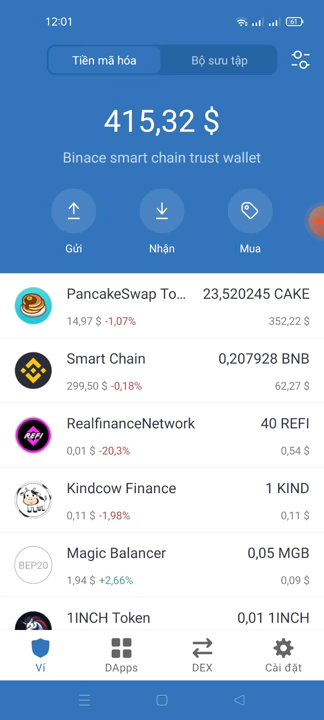 12:01
61
Tiền mã hóa
Bộ sưu tập
415,32 $
Binace smart chain trust wallet
Gửi
Nhận
Mua
PancakeSwap To... 23,520245 CAKE
14,97 $ -1,07% 352,22 $
Smart Chain 0,207928 BNB
299,50 $ -0,18% 62,27 $
REFI
RealfinanceNetwork 40 REFI
0,01 $ -20,3% 0,54 $
Kindcow Finance 1 KIND
0,11 $ -1,98% 0,11 $
BEP20
Magic Balancer 0,05 MGB
1,94 $ +2,66% 0,09 $
1INCH Token 0,01 1INCH
Ví
DApps
DEX
Cài đặt